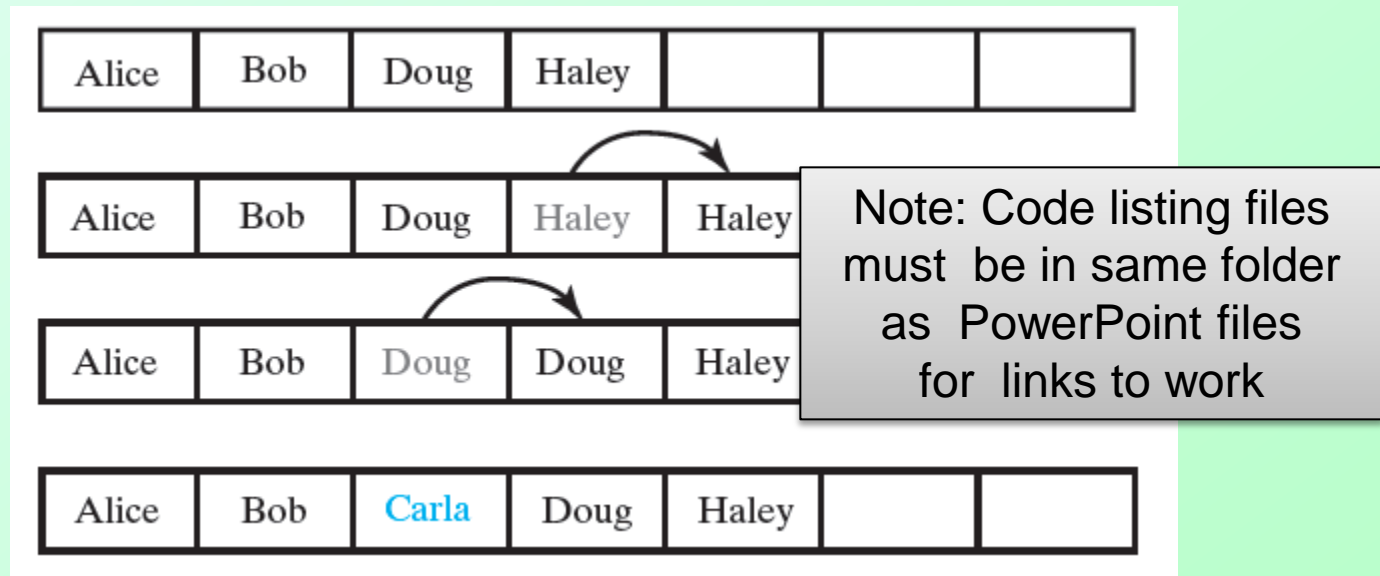 Alice Bob Doug Haley
Alice Bob Doug Haley Haley
Alice Bob Doug Doug Haley
Alice Bob Carla Doug Haley
Note: Code listing files
must be in same folder
as PowerPoint files
for links to work